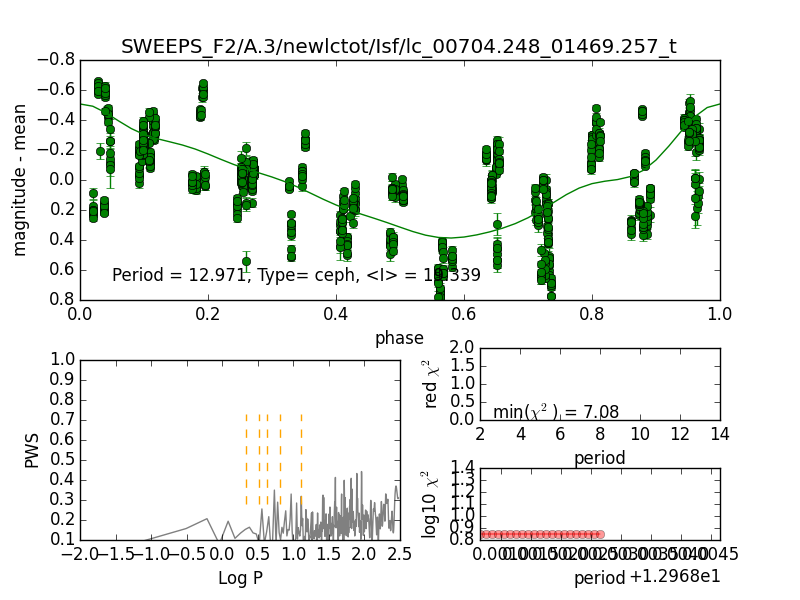 SWEEPS_F2/A.3/newlctot/Isf/lc_00704.248_01469.257_t
−0.8
−0.6
−0.4
−0.2
0.0
0.2
0.4
0.6
0.8
magnitude - mean
Period = 12.971, Type= ceph, <I> = 19.339
0.0 0.2 0.4 0.6 0.8 1.0
phase
1.0
0.9
0.8
0.7
0.6
0.5
0.4
0.3
0.2
0.1
PWS
−2.0 −1.5 −1.0 −0.5 0.0 0.5 1.0 1.5 2.0 2.5
Log P
2.0
1.5
1.0
0.5
0.0
red χ²
min(χ² ) = 7.08
2 4 6 8 10 12 14
period
1.4
1.3
1.2
1.1
1.0
0.9
0.8
log10 χ²
period
+1.2968e1